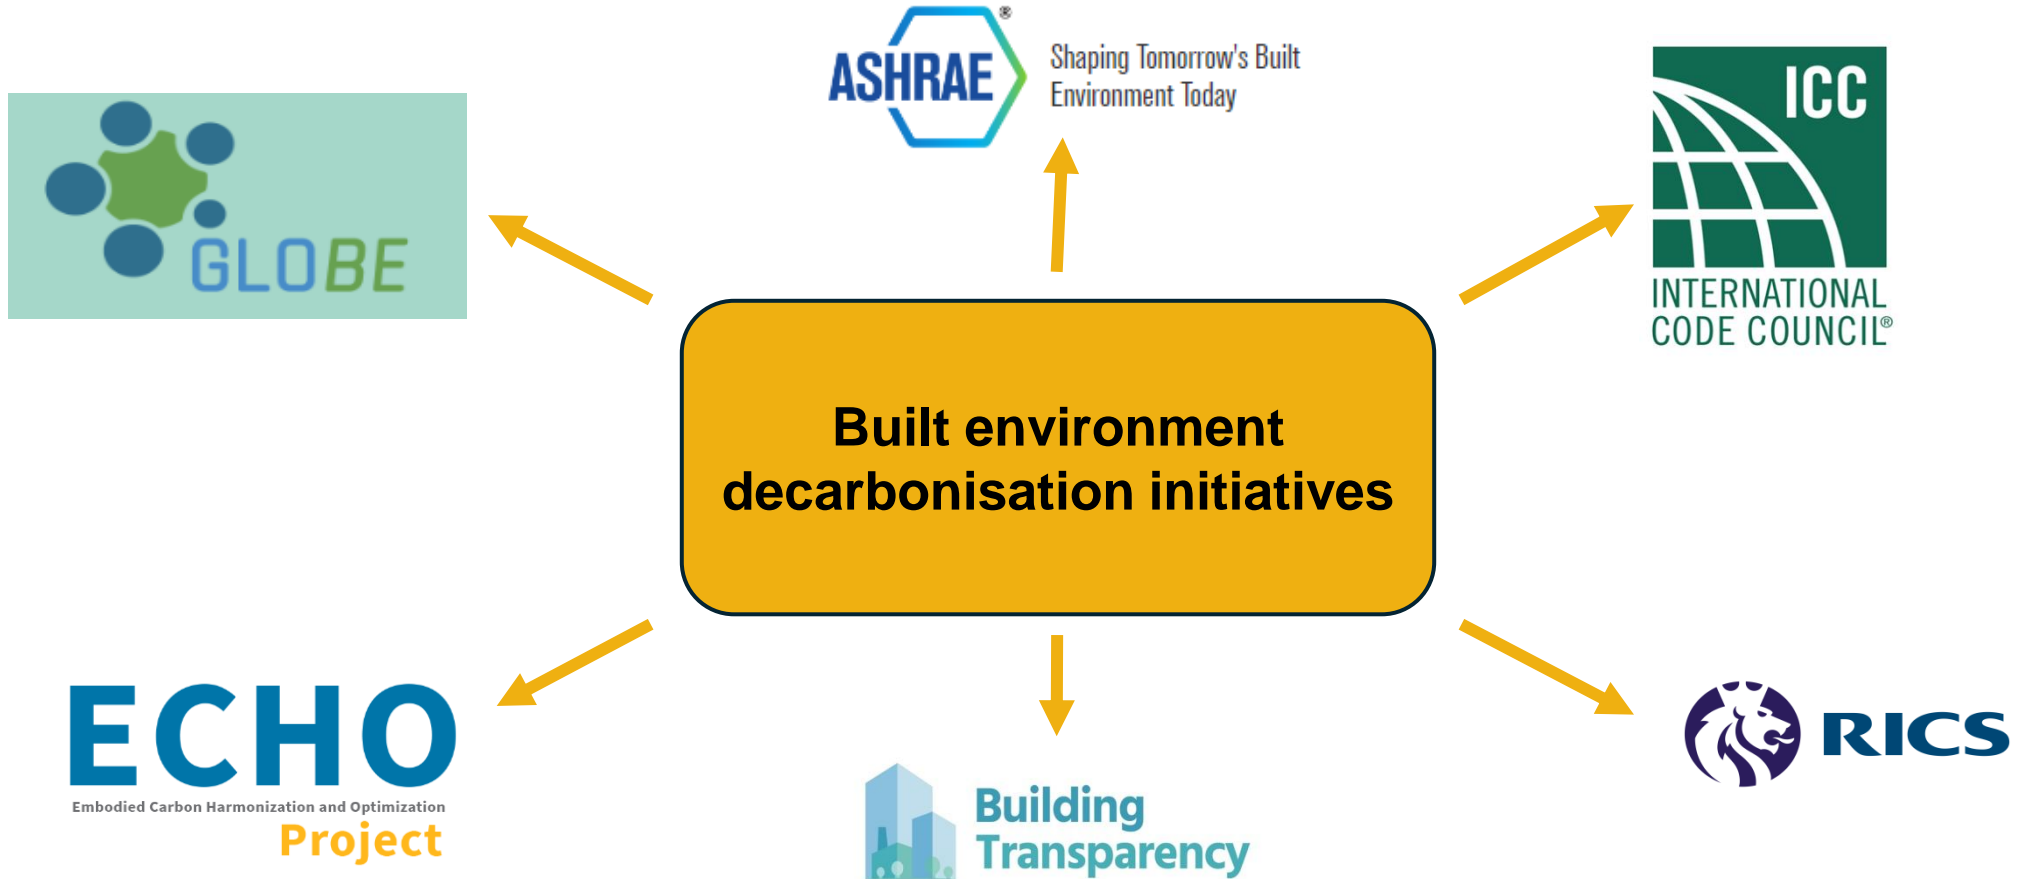 ASHRAE®
Shaping Tomorrow's Built
Environment Today
ICC
INTERNATIONAL
CODE COUNCIL®
GLOBE
Built environment
decarbonisation initiatives
ECHO
Embodied Carbon Harmonization and Optimization
Project
Building
Transparency
RICS